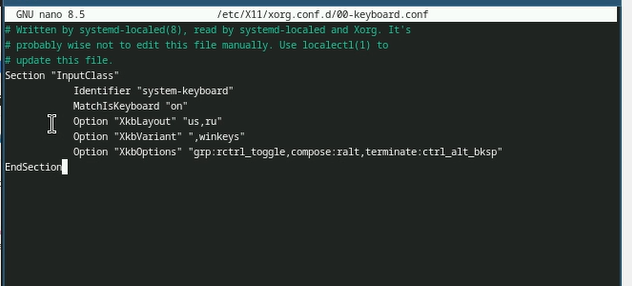 GNU nano 8.5 /etc/X11/xorg.conf.d/00-keyboard.conf
# Written by systemd-localed(8), read by systemd-localed and Xorg. It's
# probably wise not to edit this file manually. Use localectl(1) to
# update this file.
Section "InputClass"
Identifier "system-keyboard"
MatchIsKeyboard "on"
Option "XkbLayout" "us,ru"
Option "XkbVariant" ",winkeys"
Option "XkbOptions" "grp:rctrl_toggle,compose:ralt,terminate:ctrl_alt_bksp"
EndSection